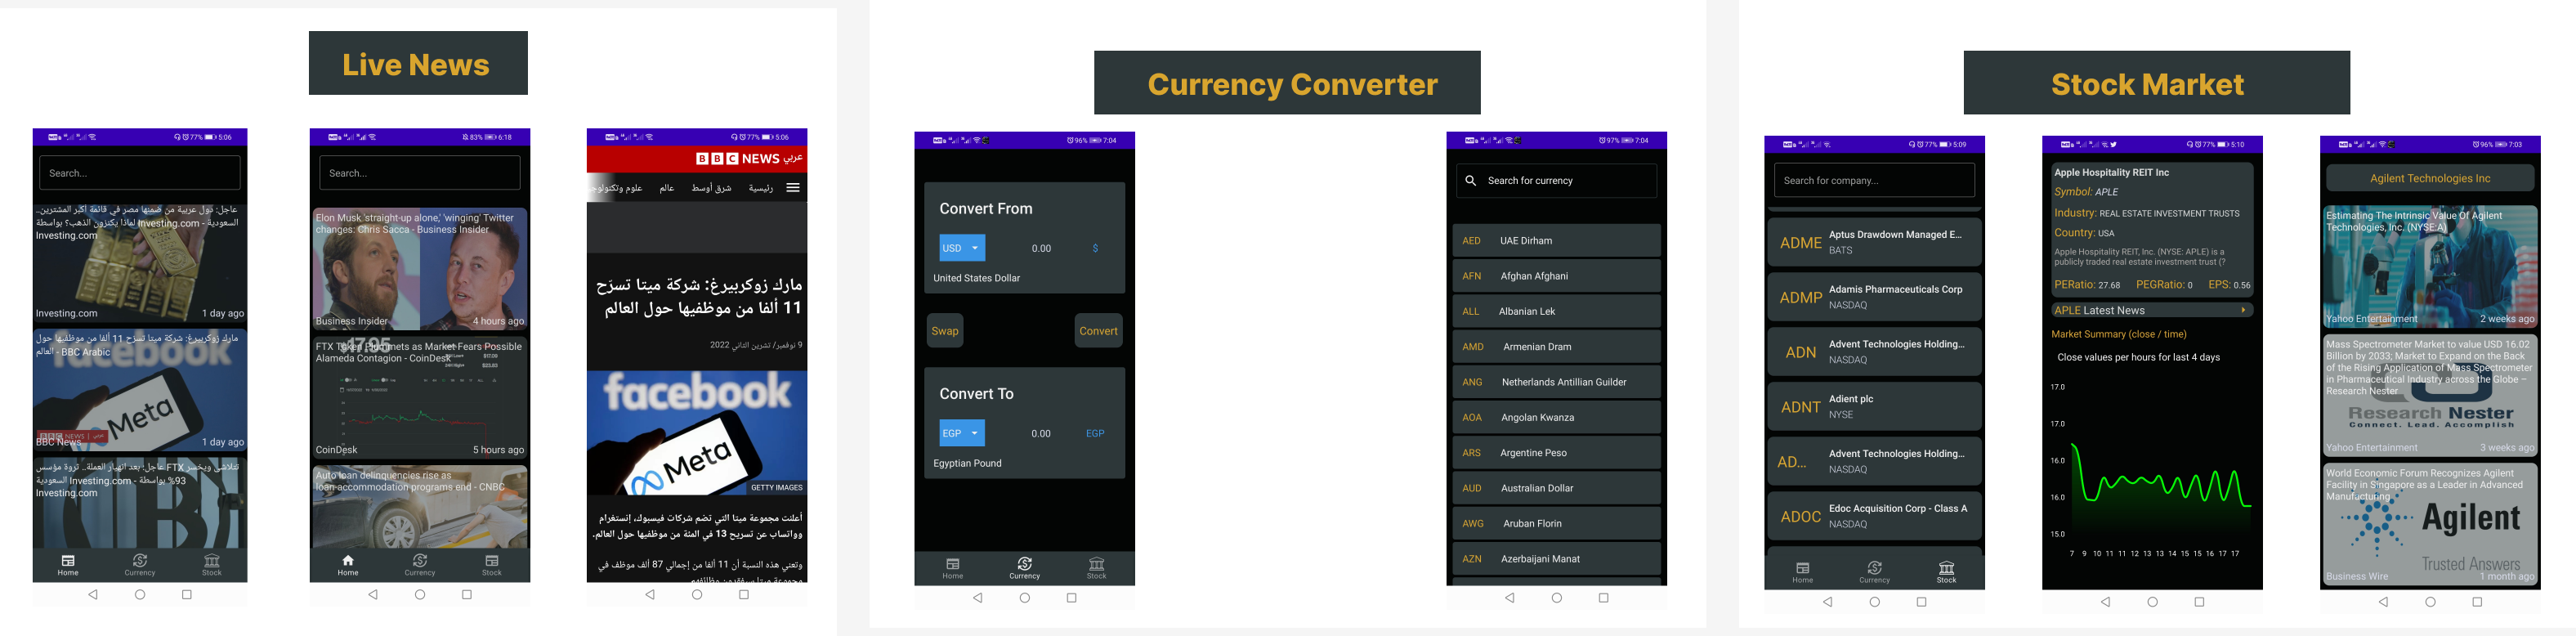 Live News
5:06
Search...
عاجل: دول عربية من ضمنها مصر في قائمة أكبر المشترين..
السعودية - Investing.com لماذا يكتنزون الذهب؟ بواسطة
Investing.com
Investing.com
1 day ago
مارك زوكربيرغ: شركة ميتا تسرّح 11 ألفا من موظفيها حول
العالم - BBC Arabic
BBC News
1 day ago
تتلاشى ويخسر FTX عاجل: بعد انهيار العملة.. ثروة مؤسس
%93 بواسطة - Investing.com السعودية
Investing.com
Home
Currency
Stock
83% 6:18
Search...
Elon Musk 'straight-up alone,' 'winging' Twitter
changes: Chris Sacca - Business Insider
Business Insider
4 hours ago
FTX Token Plummets as Market Fears Possible
Alameda Contagion - CoinDesk
17.95
CoinDesk
5 hours ago
Auto loan delinquencies rise as
loan accommodation programs end - CNBC
Home
Currency
Stock
77% 5:06
BBC NEWS عربي
رئيسية
شرق أوسط
عالم
علوم وتكنولوجيا
مارك زوكربيرغ: شركة ميتا تسرّح
11 ألفا من موظفيها حول العالم
9 نوفمبر/ تشرين الثاني 2022
facebook
Meta
GETTY IMAGES
أعلنت مجموعة ميتا التي تضم شركات فيسبوك، إنستغرام
وواتساب عن تسريح 13 في المئة من موظفيها حول العالم.
وتعني هذه النسبة أن 11 ألفا من إجمالي 87 ألف موظف في
مجموعة ميتا سيفقدون وظائفهم
Currency Converter
96% 7:04
Convert From
USD
0.00
$
United States Dollar
Swap
Convert
Convert To
EGP
0.00
EGP
Egyptian Pound
Home
Currency
Stock
97% 7:04
Search for currency
AED UAE Dirham
AFN Afghan Afghani
ALL Albanian Lek
AMD Armenian Dram
ANG Netherlands Antillian Guilder
AOA Angolan Kwanza
ARS Argentine Peso
AUD Australian Dollar
AWG Aruban Florin
AZN Azerbaijani Manat
Stock Market
77% 5:09
Search for company...
ADME
Aptus Drawdown Managed E...
BATS
ADMP
Adamis Pharmaceuticals Corp
NASDAQ
ADN
Advent Technologies Holding...
NASDAQ
ADNT
Adient plc
NYSE
AD...
Advent Technologies Holding...
NASDAQ
ADOC
Edoc Acquisition Corp - Class A
NASDAQ
Home
Currency
Stock
77% 5:10
Apple Hospitality REIT Inc
Symbol: APLE
Industry: REAL ESTATE INVESTMENT TRUSTS
Country: USA
Apple Hospitality REIT, Inc. (NYSE: APLE) is a
publicly traded real estate investment trust (?
PERatio: 27.68 PEGRatio: 0 EPS: 0.56
APLE Latest News
Market Summary (close / time)
Close values per hours for last 4 days
17.0
17.0
16.0
16.0
15.0
7 9 10 11 11 12 13 13 14 15 15 16 17 17
96% 7:03
Agilent Technologies Inc
Estimating The Intrinsic Value Of Agilent
Technologies, Inc. (NYSE:A)
Yahoo Entertainment
2 weeks ago
Mass Spectrometer Market to value USD 16.02
Billion by 2033; Market to Expand on the Back
of the Rising Application of Mass Spectrometer
in Pharmaceutical Industry across the Globe –
Research Nester
Research Nester
Connect. Lead. Accomplish
Yahoo Entertainment
3 weeks ago
World Economic Forum Recognizes Agilent
Facility in Singapore as a Leader in Advanced
Manufucturing
Agilent
Trusted Answers
Business Wire
1 month ago